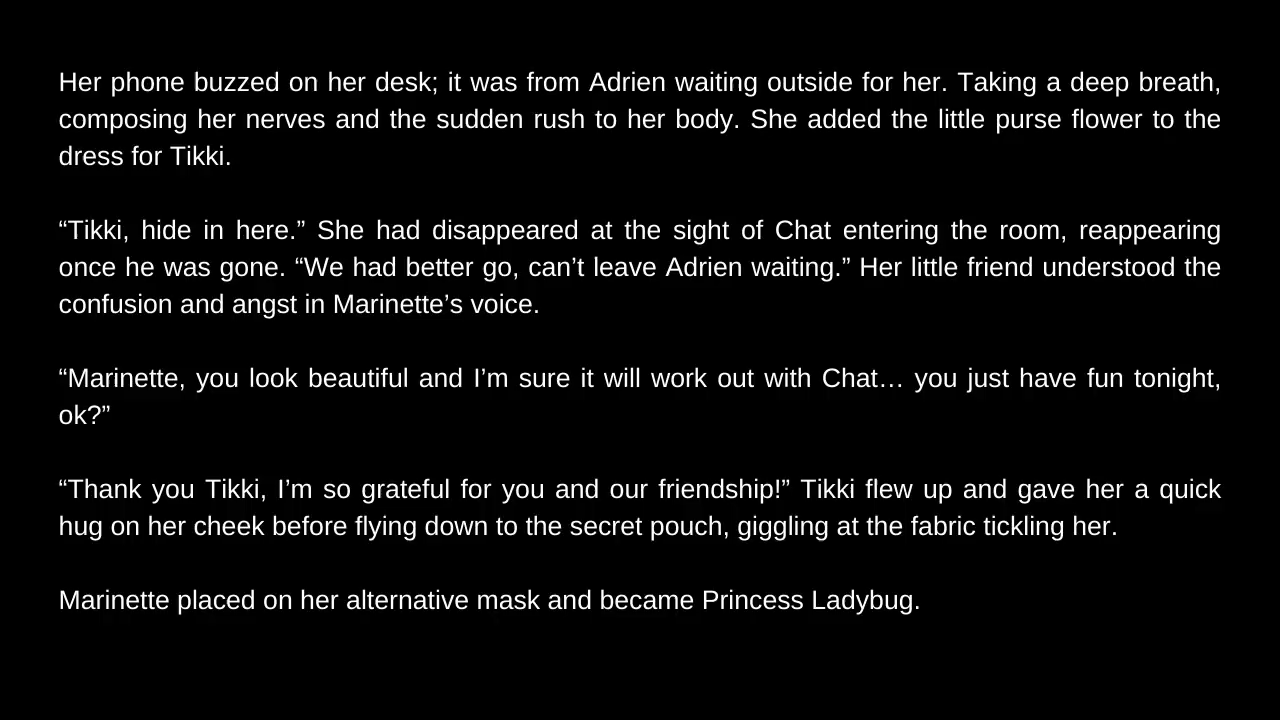 Her phone buzzed on her desk; it was from Adrien waiting outside for her. Taking a deep breath,
composing her nerves and the sudden rush to her body. She added the little purse flower to the
dress for Tikki.
“Tikki, hide in here.” She had disappeared at the sight of Chat entering the room, reappearing
once he was gone. “We had better go, can’t leave Adrien waiting.” Her little friend understood the
confusion and angst in Marinette’s voice.
“Marinette, you look beautiful and I’m sure it will work out with Chat… you just have fun tonight,
ok?”
“Thank you Tikki, I’m so grateful for you and our friendship!” Tikki flew up and gave her a quick
hug on her cheek before flying down to the secret pouch, giggling at the fabric tickling her.
Marinette placed on her alternative mask and became Princess Ladybug.